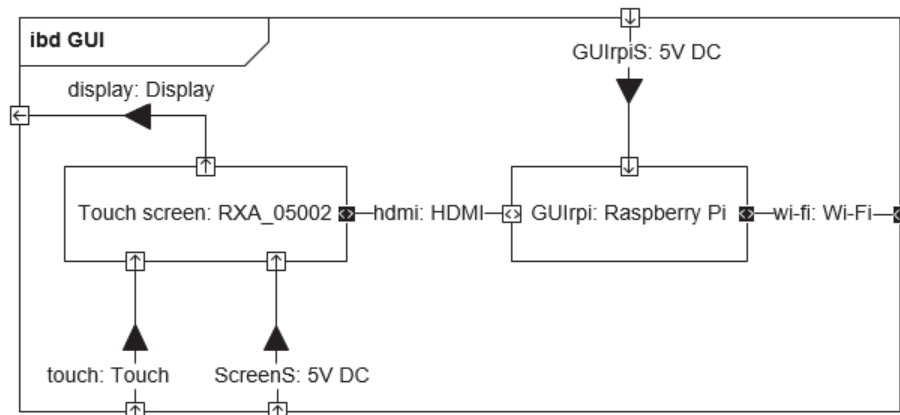 ibd GUI
GUIrpiS: 5V DC
display: Display
Touch screen: RXA_05002
hdmi: HDMI
GUIrpi: Raspberry Pi
wi-fi: Wi-Fi
touch: Touch
ScreenS: 5V DC